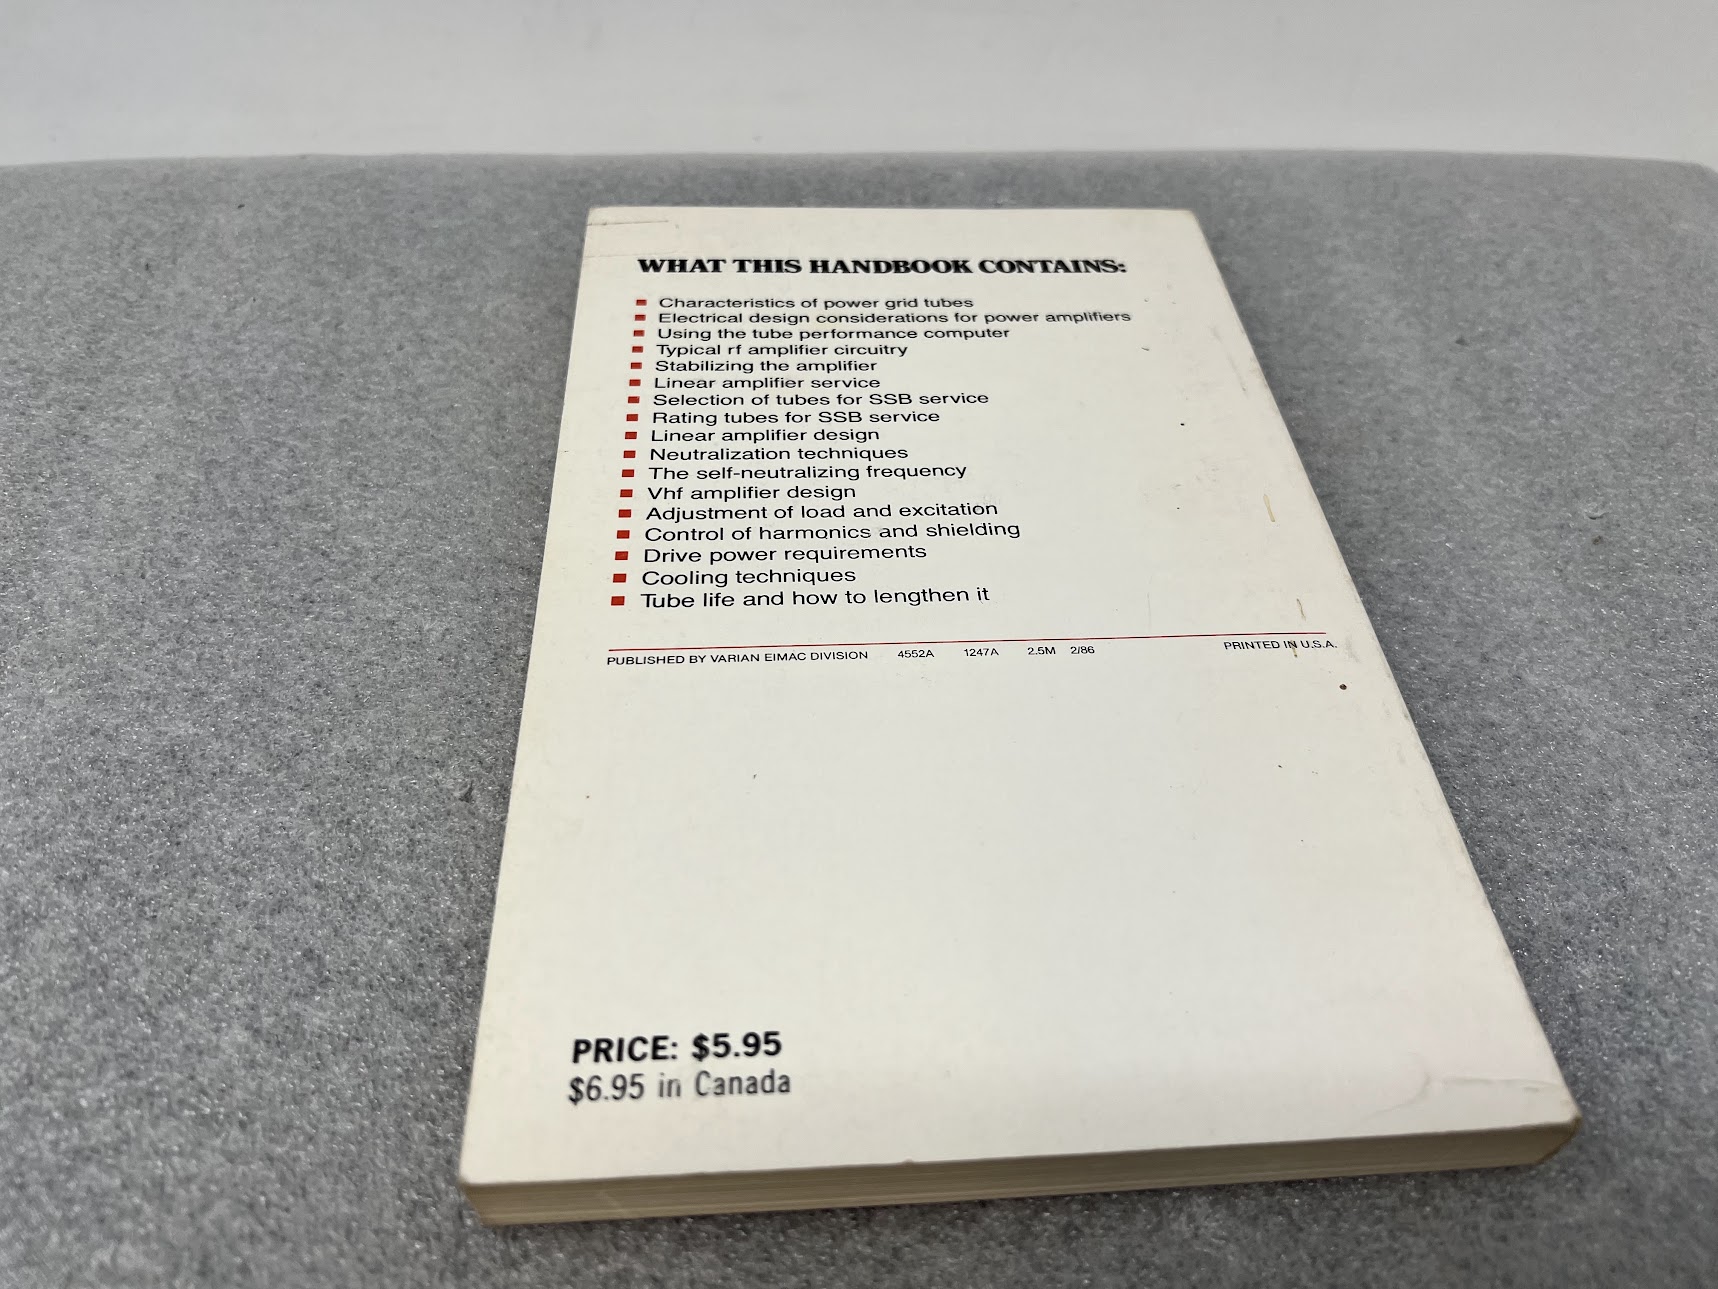 WHAT THIS HANDBOOK CONTAINS:
Characteristics of power grid tubes
Electrical design considerations for power amplifiers
Using the tube performance computer
Typical rf amplifier circuitry
Stabilizing the amplifier
Linear amplifier service
Selection of tubes for SSB service
Rating tubes for SSB service
Linear amplifier design
Neutralization techniques
The self-neutralizing frequency
Vhf amplifier design
Adjustment of load and excitation
Control of harmonics and shielding
Drive power requirements
Cooling techniques
Tube life and how to lengthen it
PUBLISHED BY VARIAN EIMAC DIVISION 4552A 1247A 2.5M 2/86 PRINTED IN U.S.A.
PRICE: $5.95
$6.95 in Canada